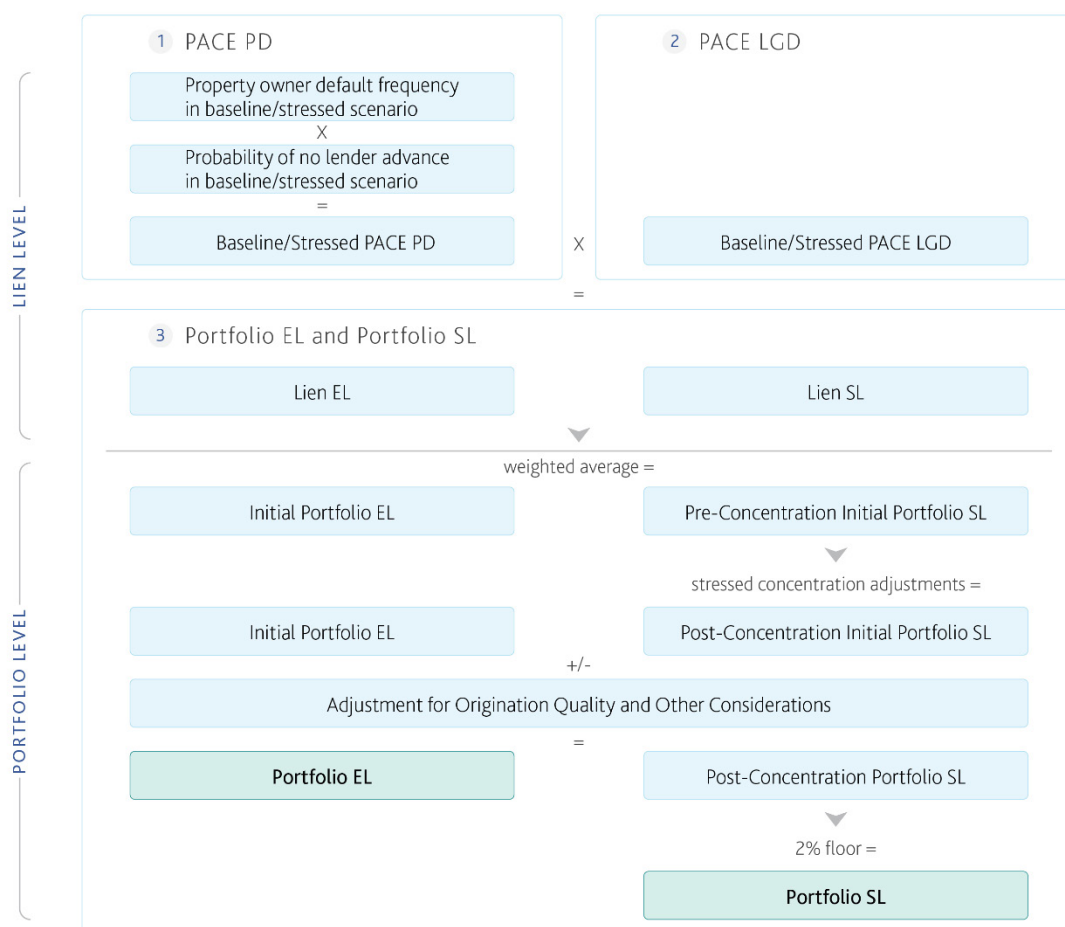 1 PACE PD
2 PACE LGD
Property owner default frequency
in baseline/stressed scenario
X
Probability of no lender advance
in baseline/stressed scenario
=
Baseline/Stressed PACE PD
X
Baseline/Stressed PACE LGD
=
LIEN LEVEL
3 Portfolio EL and Portfolio SL
Lien EL
Lien SL
weighted average =
Initial Portfolio EL
Pre-Concentration Initial Portfolio SL
stressed concentration adjustments =
Initial Portfolio EL
Post-Concentration Initial Portfolio SL
+/-
Adjustment for Origination Quality and Other Considerations
=
PORTFOLIO LEVEL
Portfolio EL
Post-Concentration Portfolio SL
2% floor =
Portfolio SL